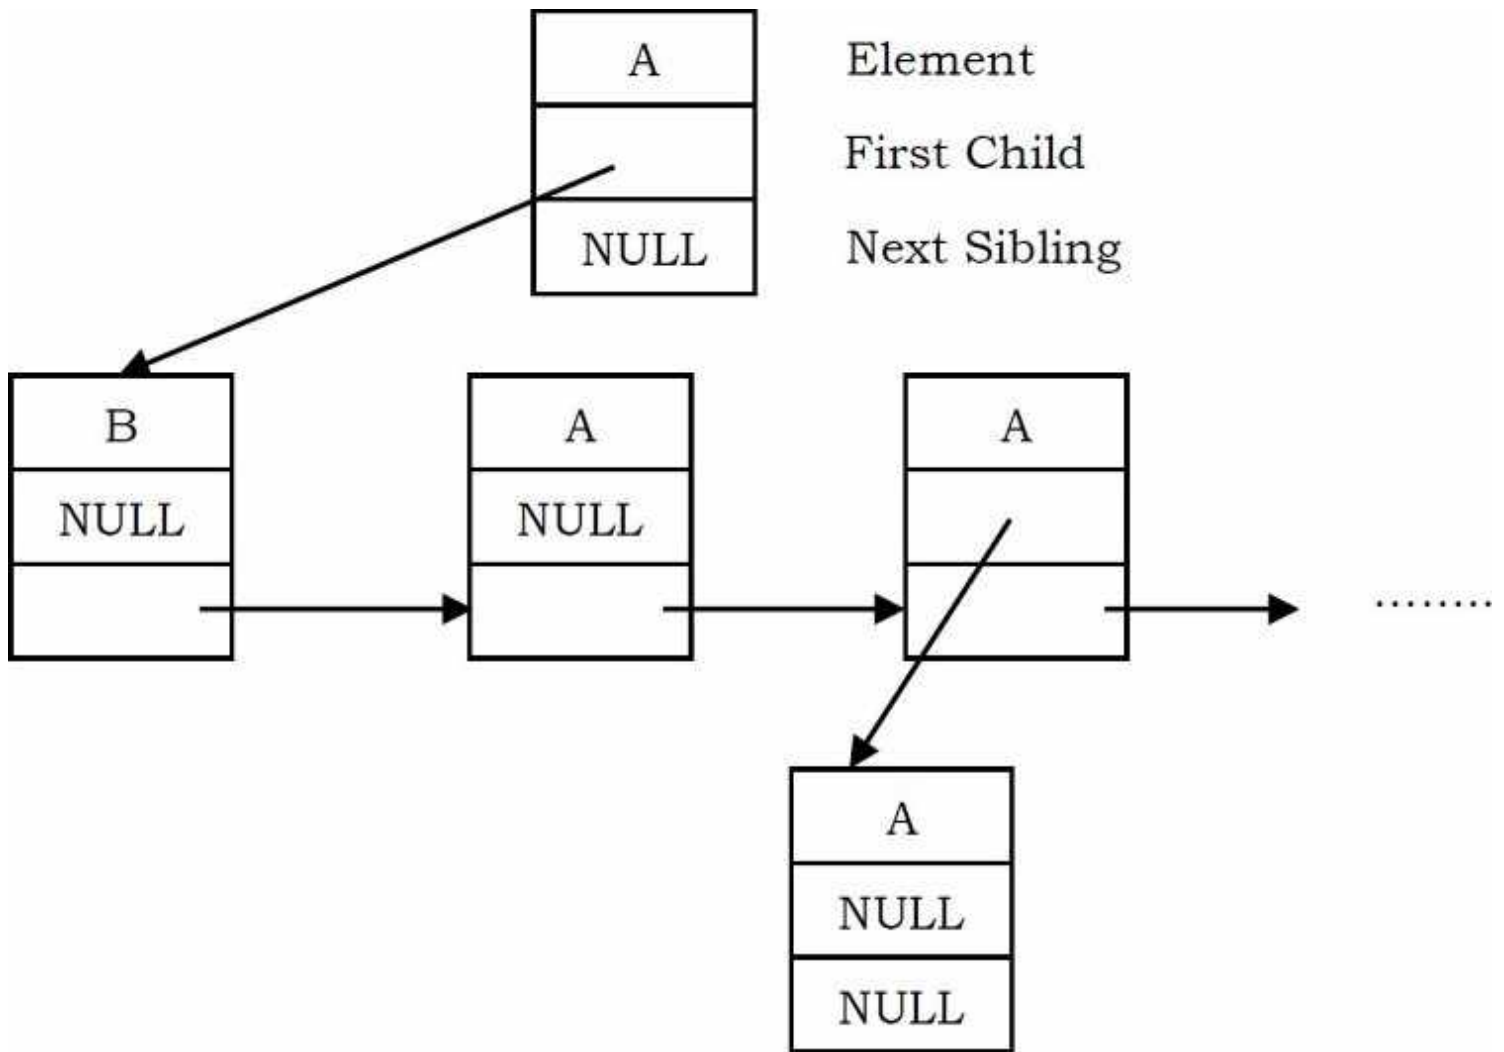 A Element
First Child
NULL Next Sibling
B A A
NULL NULL
........
A
NULL
NULL